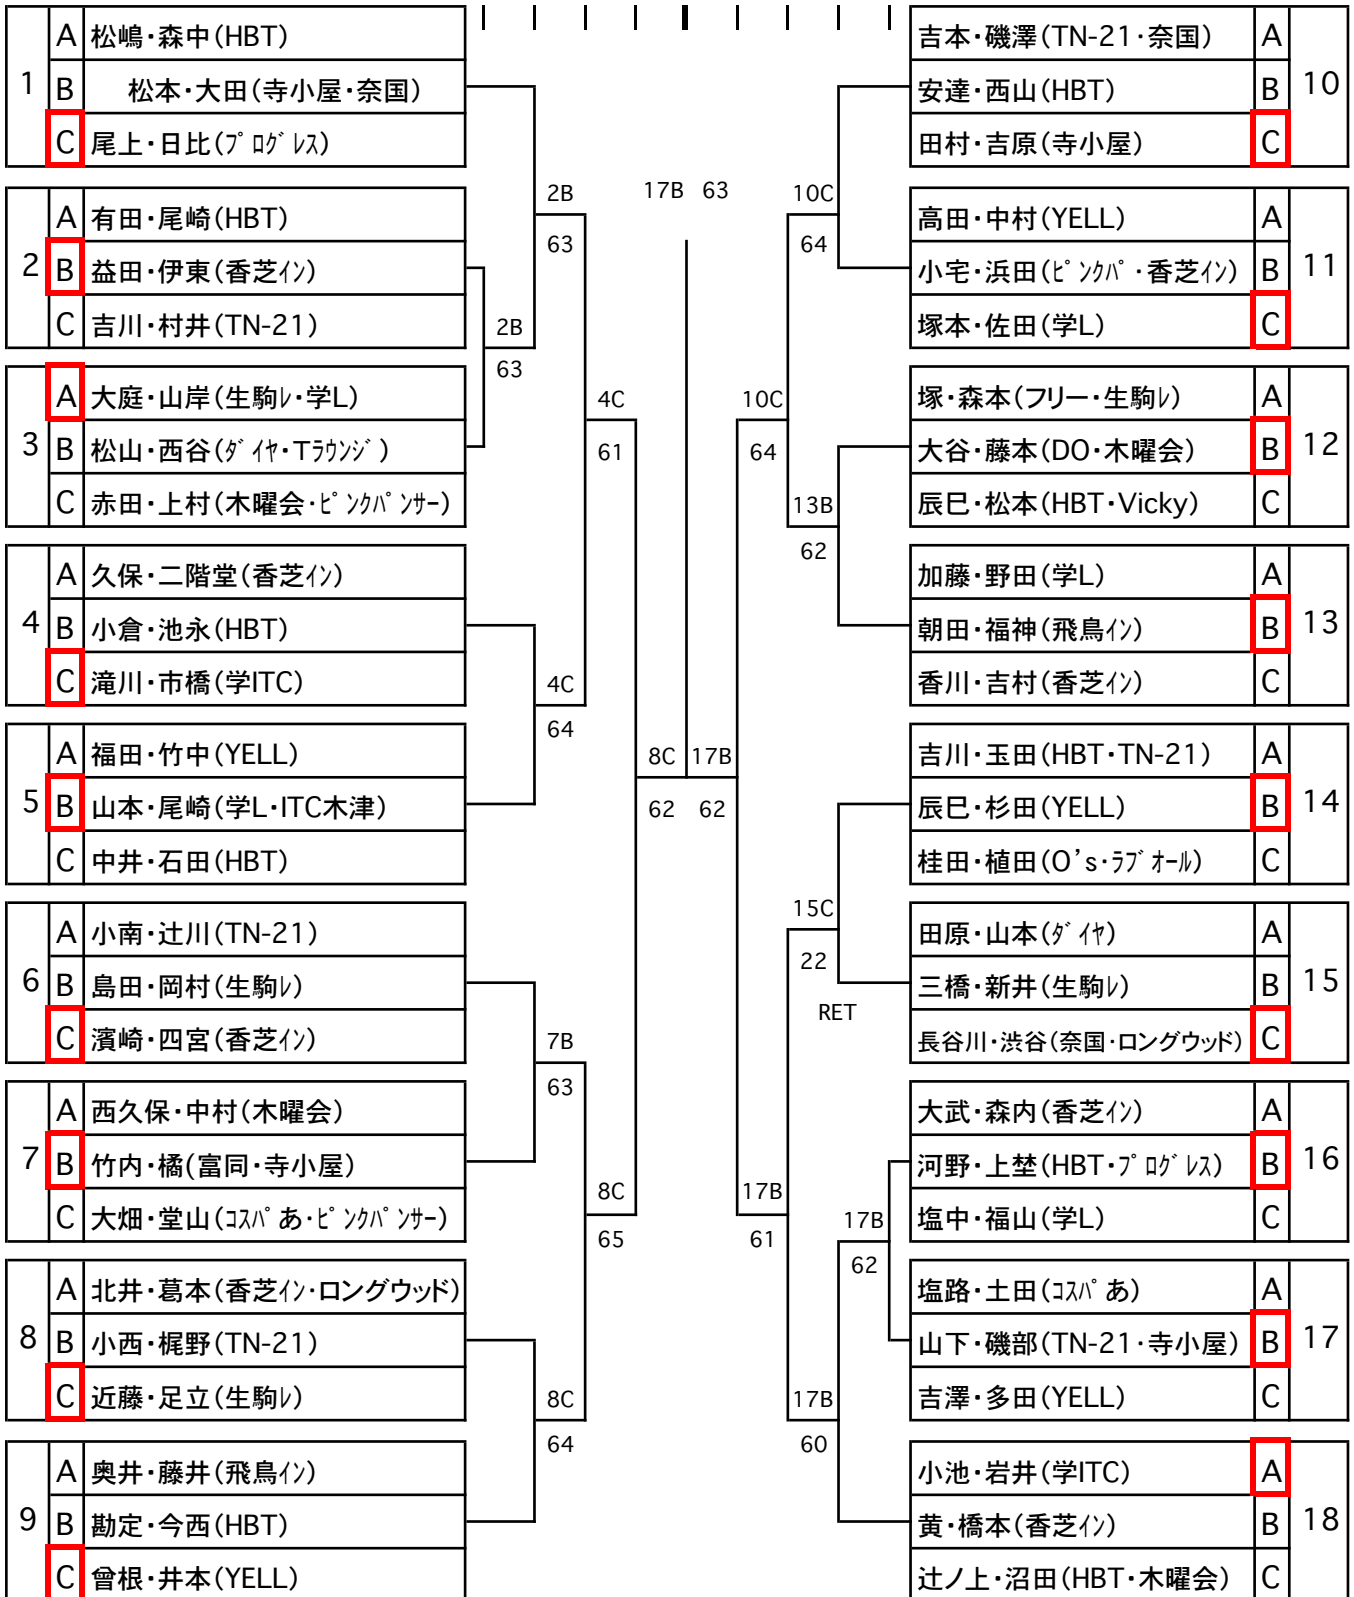 1
A 松嶋・森中(HBT)
B 松本・大田(寺小屋・奈国)
C 尾上・日比(プログレス)
2
A 有田・尾崎(HBT)
B 益田・伊東(香芝イン)
C 吉川・村井(TN-21)
3
A 大庭・山岸(生駒レ・学L)
B 松山・西谷(ダイヤ・Tラウンジ)
C 赤田・上村(木曜会・ピンクパンサー)
4
A 久保・二階堂(香芝イン)
B 小倉・池永(HBT)
C 滝川・市橋(学ITC)
5
A 福田・竹中(YELL)
B 山本・尾崎(学L・ITC木津)
C 中井・石田(HBT)
6
A 小南・辻川(TN-21)
B 島田・岡村(生駒レ)
C 濱崎・四宮(香芝イン)
7
A 西久保・中村(木曜会)
B 竹内・橘(富同・寺小屋)
C 大畑・堂山(コスパあ・ピンクパンサー)
8
A 北井・葛本(香芝イン・ロングウッド)
B 小西・梶野(TN-21)
C 近藤・足立(生駒レ)
9
A 奥井・藤井(飛鳥イン)
B 勘定・今西(HBT)
C 曾根・井本(YELL)
2B
63
2B
63
4C
61
4C
64
7B
63
8C
65
8C
64
8C
62
17B 63
17B
62
10C
64
10C
64
13B
62
15C
22
RET
17B
61
17B
62
17B
60
吉本・磯澤(TN-21・奈国) A
安達・西山(HBT) B
田村・吉原(寺小屋) C
10
高田・中村(YELL) A
小宅・浜田(ピンクパ・香芝イン) B
塚本・佐田(学L) C
11
塚・森本(フリー・生駒レ) A
大谷・藤本(DO・木曜会) B
辰巳・松本(HBT・Vicky) C
12
加藤・野田(学L) A
朝田・福神(飛鳥イン) B
香川・吉村(香芝イン) C
13
吉川・玉田(HBT・TN-21) A
辰巳・杉田(YELL) B
桂田・植田(O's・ラブオール) C
14
田原・山本(ダイヤ) A
三橋・新井(生駒レ) B
長谷川・渋谷(奈国・ロングウッド) C
15
大武・森内(香芝イン) A
河野・上埜(HBT・プログレス) B
塩中・福山(学L) C
16
塩路・土田(コスパあ) A
山下・磯部(TN-21・寺小屋) B
吉澤・多田(YELL) C
17
小池・岩井(学ITC) A
黄・橋本(香芝イン) B
辻ノ上・沼田(HBT・木曜会) C
18